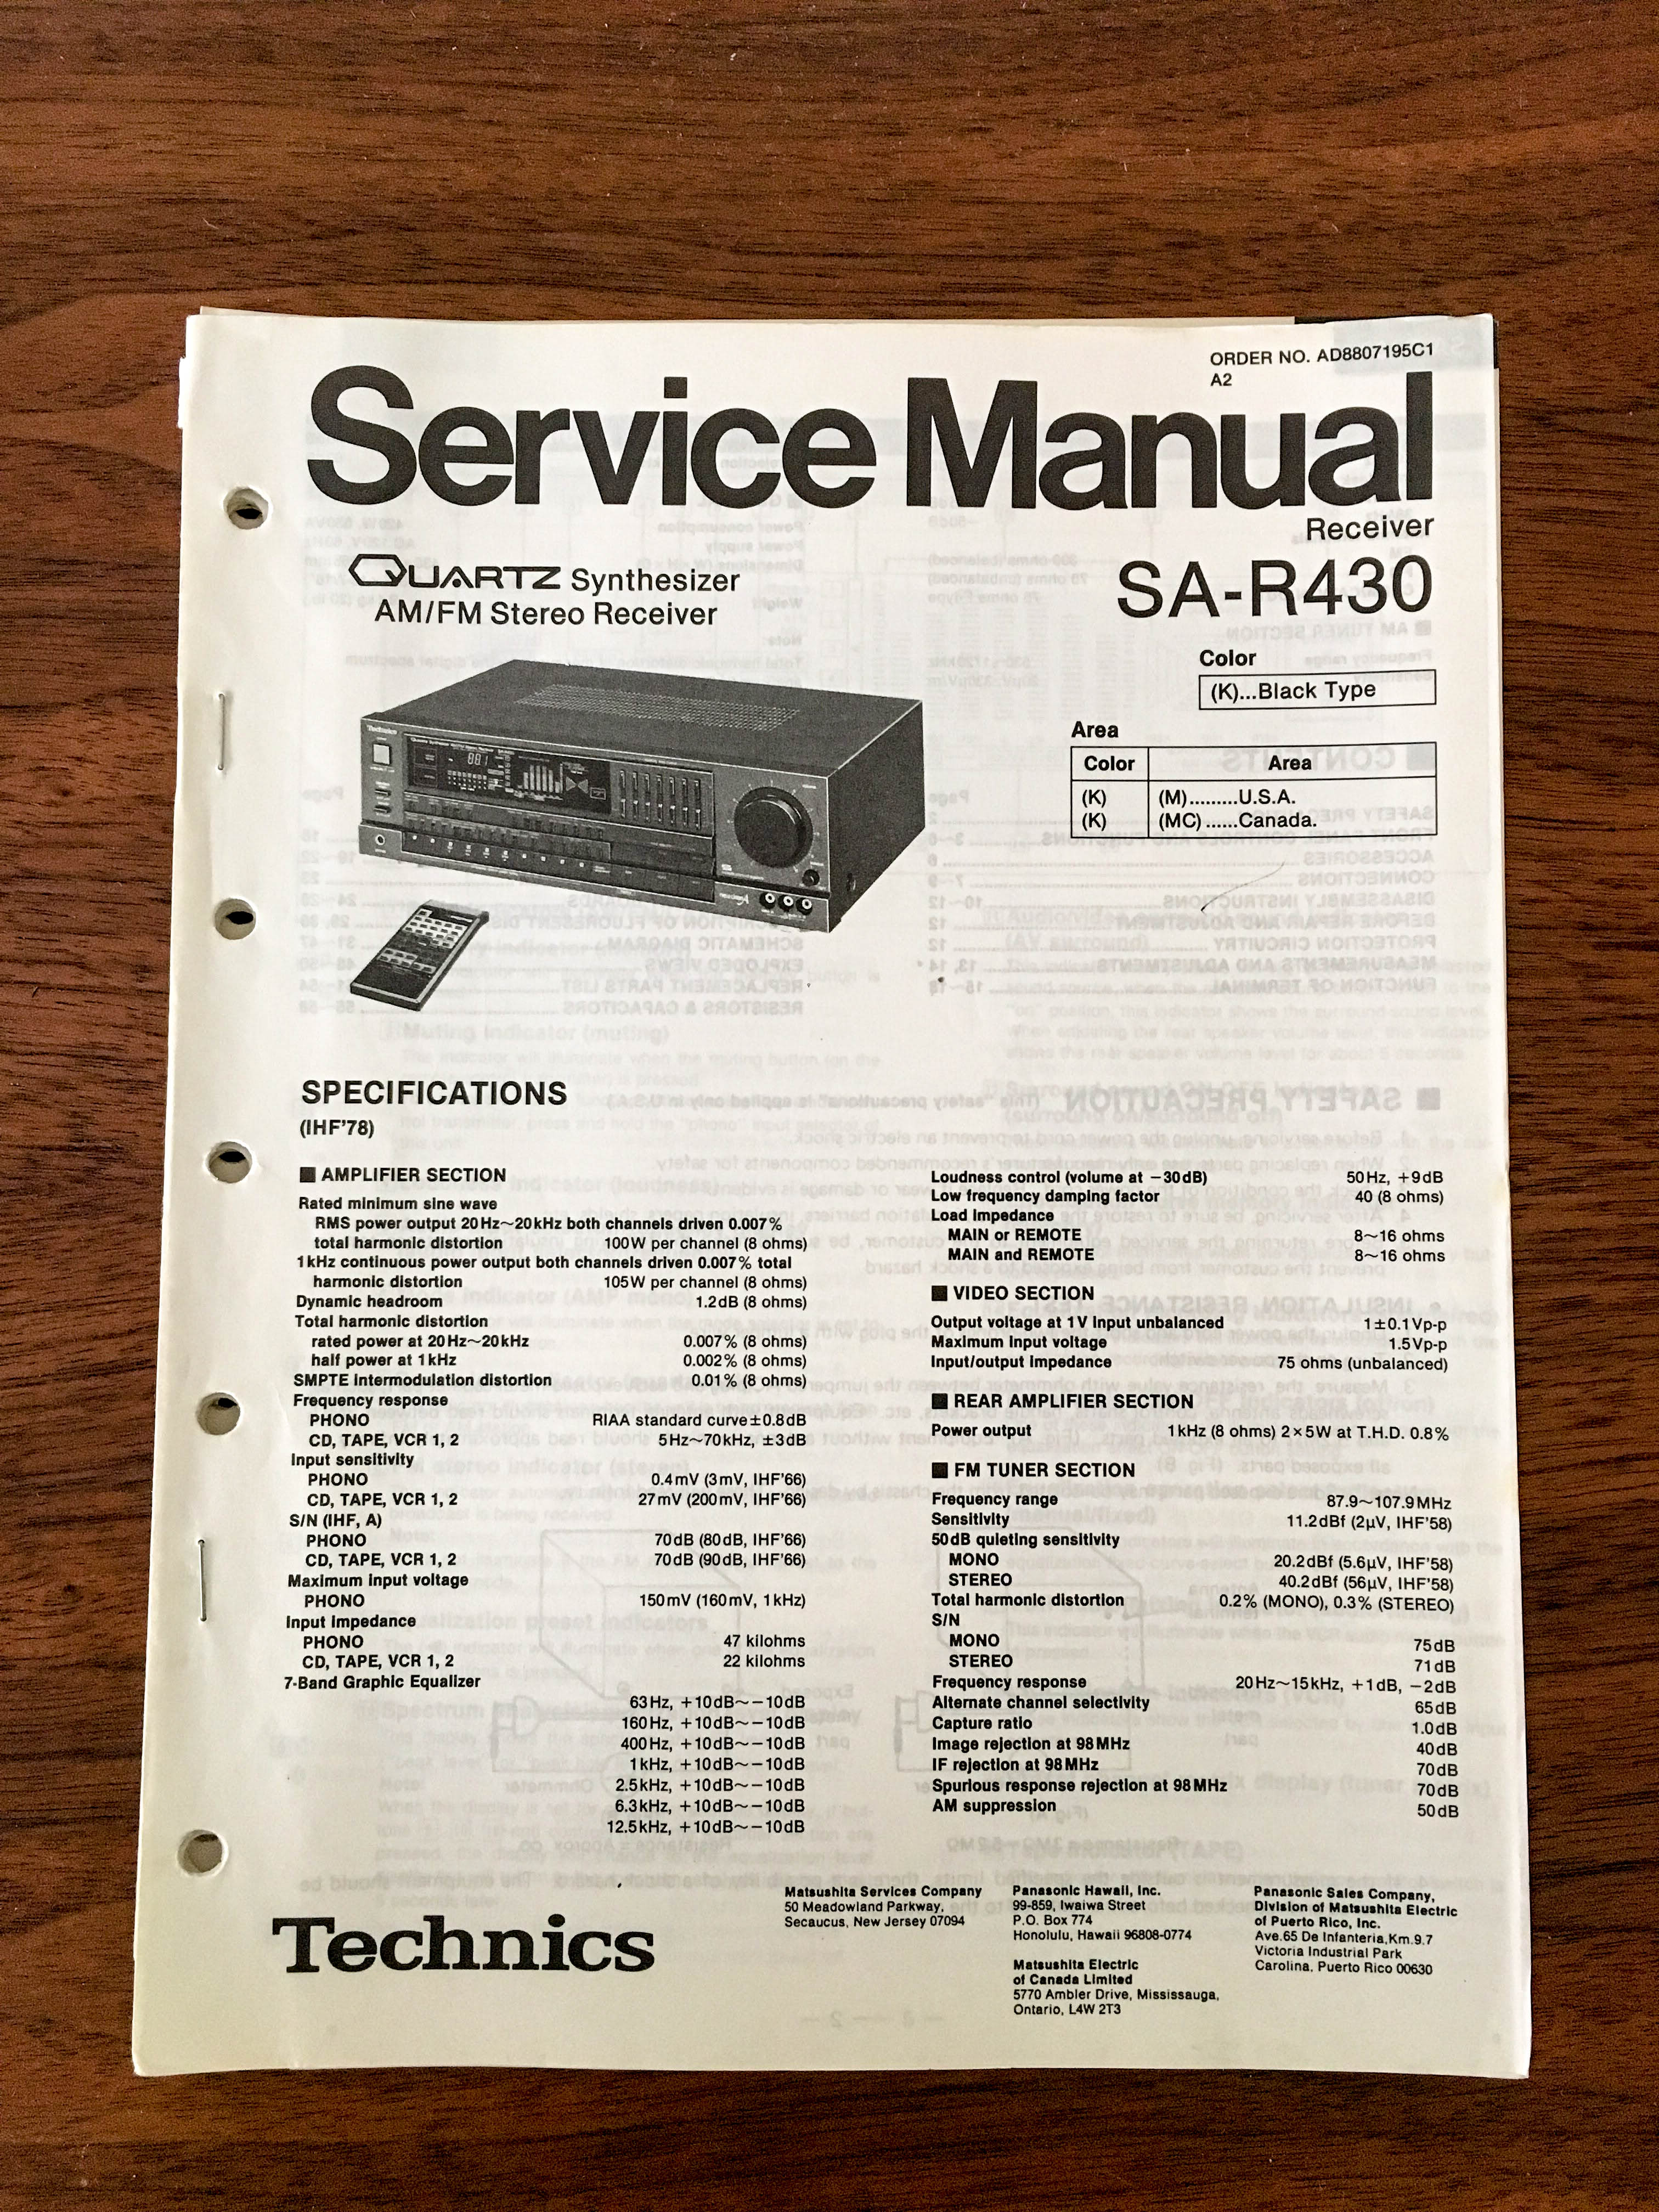 ORDER NO. AD8807195C1
A2
Service Manual
Receiver
QUARTZ Synthesizer
AM/FM Stereo Receiver
SA-R430
Color
(K)...Black Type
Area
Color Area
(K) (M).........U.S.A.
(K) (MC)......Canada.
Technics
SPECIFICATIONS
(IHF'78)
■ AMPLIFIER SECTION
Rated minimum sine wave
RMS power output 20Hz~20kHz both channels driven 0.007%
total harmonic distortion 100W per channel (8 ohms)
1kHz continuous power output both channels driven 0.007% total
harmonic distortion 105W per channel (8 ohms)
Dynamic headroom 1.2dB (8 ohms)
Total harmonic distortion
rated power at 20Hz~20kHz 0.007% (8 ohms)
half power at 1kHz 0.002% (8 ohms)
SMPTE intermodulation distortion 0.01% (8 ohms)
Frequency response
PHONO RIAA standard curve±0.8dB
CD, TAPE, VCR 1, 2 5Hz~70kHz, ±3dB
Input sensitivity
PHONO 0.4mV (3mV, IHF'66)
CD, TAPE, VCR 1, 2 27mV (200mV, IHF'66)
S/N (IHF, A)
PHONO 70dB (80dB, IHF'66)
CD, TAPE, VCR 1, 2 70dB (90dB, IHF'66)
Maximum input voltage
PHONO 150mV (160mV, 1kHz)
Input impedance
PHONO 47 kilohms
CD, TAPE, VCR 1, 2 22 kilohms
7-Band Graphic Equalizer
63Hz, +10dB~−10dB
160Hz, +10dB~−10dB
400Hz, +10dB~−10dB
1kHz, +10dB~−10dB
2.5kHz, +10dB~−10dB
6.3kHz, +10dB~−10dB
12.5kHz, +10dB~−10dB
Loudness control (volume at −30dB) 50Hz, +9dB
Low frequency damping factor 40 (8 ohms)
Load impedance
MAIN or REMOTE 8~16 ohms
MAIN and REMOTE 8~16 ohms
■ VIDEO SECTION
Output voltage at 1V input unbalanced 1±0.1Vp-p
Maximum input voltage 1.5Vp-p
Input/output impedance 75 ohms (unbalanced)
■ REAR AMPLIFIER SECTION
Power output 1kHz (8 ohms) 2×5W at T.H.D. 0.8%
■ FM TUNER SECTION
Frequency range 87.9~107.9MHz
Sensitivity 11.2dBf (2μV, IHF'58)
50dB quieting sensitivity
MONO 20.2dBf (5.6μV, IHF'58)
STEREO 40.2dBf (56μV, IHF'58)
Total harmonic distortion 0.2% (MONO), 0.3% (STEREO)
S/N
MONO 75dB
STEREO 71dB
Frequency response 20Hz~15kHz, +1dB, −2dB
Alternate channel selectivity 65dB
Capture ratio 1.0dB
Image rejection at 98MHz 40dB
IF rejection at 98MHz 70dB
Spurious response rejection at 98MHz 70dB
AM suppression 50dB
Technics
Matsushita Services Company
50 Meadowland Parkway,
Secaucus, New Jersey 07094
Panasonic Hawaii, Inc.
99-859, Iwaiwa Street
P.O. Box 774
Honolulu, Hawaii 96808-0774
Matsushita Electric
of Canada Limited
5770 Ambler Drive, Mississauga,
Ontario, L4W 2T3
Panasonic Sales Company,
Division of Matsushita Electric
of Puerto Rico, Inc.
Ave.65 De Infanteria,Km.9.7
Victoria Industrial Park
Carolina, Puerto Rico 00630